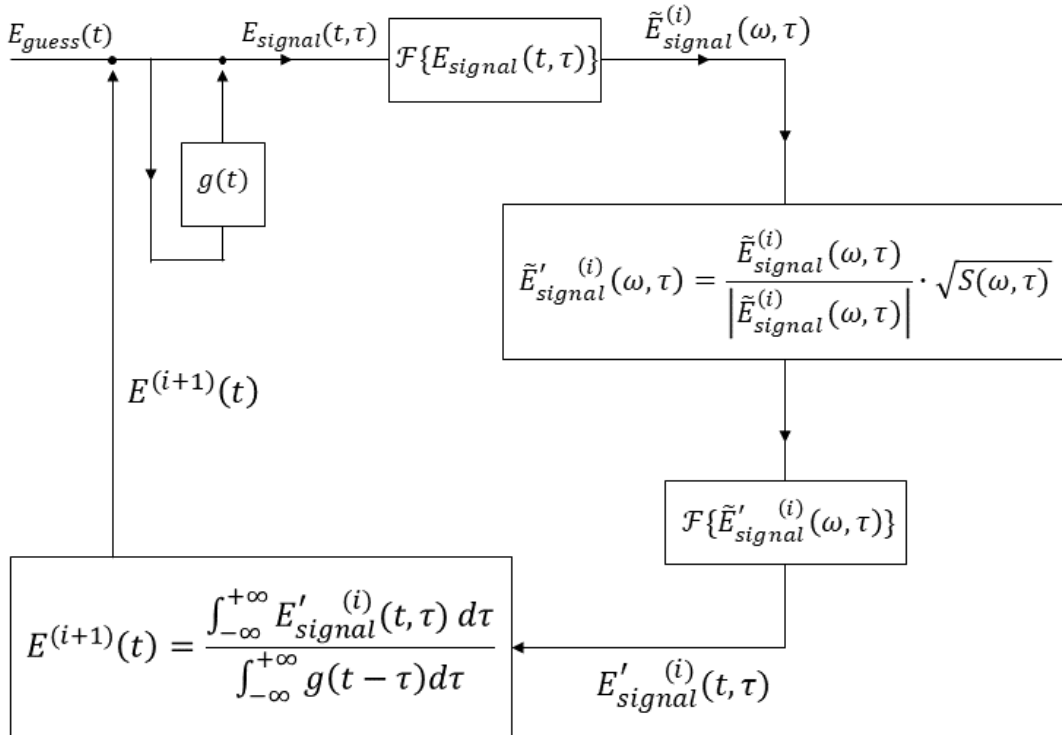 E_guess(t)
E_signal(t, τ)
ℱ{E_signal(t, τ)}
Ẽ_signal^(i)(ω, τ)
g(t)
Ẽ′_signal^(i)(ω, τ) = Ẽ_signal^(i)(ω, τ) / |Ẽ_signal^(i)(ω, τ)| · √S(ω, τ)
E^(i+1)(t)
ℱ{Ẽ′_signal^(i)(ω, τ)}
E^(i+1)(t) = ∫_−∞^+∞ E′_signal^(i)(t, τ) dτ / ∫_−∞^+∞ g(t − τ)dτ
E′_signal^(i)(t, τ)